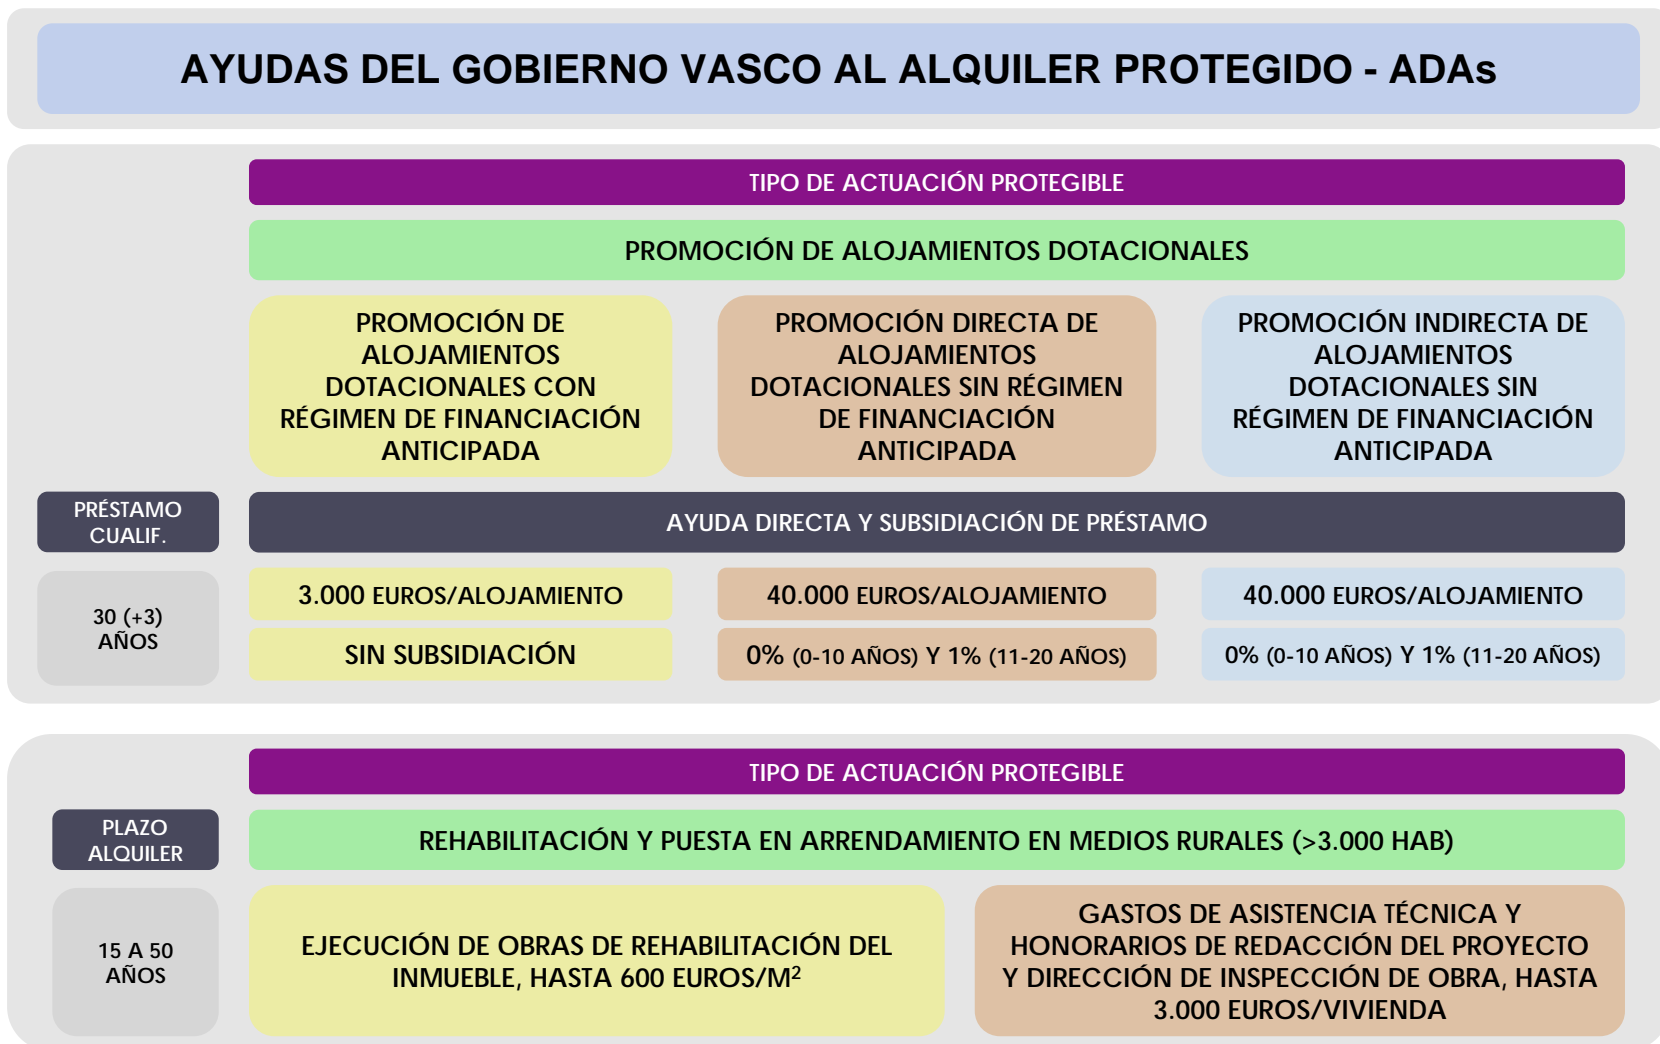 AYUDAS DEL GOBIERNO VASCO AL ALQUILER PROTEGIDO - ADAs
TIPO DE ACTUACIÓN PROTEGIBLE
PROMOCIÓN DE ALOJAMIENTOS DOTACIONALES
PROMOCIÓN DE
ALOJAMIENTOS
DOTACIONALES CON
RÉGIMEN DE FINANCIACIÓN
ANTICIPADA
PROMOCIÓN DIRECTA DE
ALOJAMIENTOS
DOTACIONALES SIN RÉGIMEN
DE FINANCIACIÓN
ANTICIPADA
PROMOCIÓN INDIRECTA DE
ALOJAMIENTOS
DOTACIONALES SIN
RÉGIMEN DE FINANCIACIÓN
ANTICIPADA
PRÉSTAMO
CUALIF.
AYUDA DIRECTA Y SUBSIDIACIÓN DE PRÉSTAMO
30 (+3)
AÑOS
3.000 EUROS/ALOJAMIENTO
40.000 EUROS/ALOJAMIENTO
40.000 EUROS/ALOJAMIENTO
SIN SUBSIDIACIÓN
0% (0-10 AÑOS) Y 1% (11-20 AÑOS)
0% (0-10 AÑOS) Y 1% (11-20 AÑOS)
TIPO DE ACTUACIÓN PROTEGIBLE
PLAZO
ALQUILER
REHABILITACIÓN Y PUESTA EN ARRENDAMIENTO EN MEDIOS RURALES (>3.000 HAB)
15 A 50
AÑOS
EJECUCIÓN DE OBRAS DE REHABILITACIÓN DEL
INMUEBLE, HASTA 600 EUROS/M²
GASTOS DE ASISTENCIA TÉCNICA Y
HONORARIOS DE REDACCIÓN DEL PROYECTO
Y DIRECCIÓN DE INSPECCIÓN DE OBRA, HASTA
3.000 EUROS/VIVIENDA